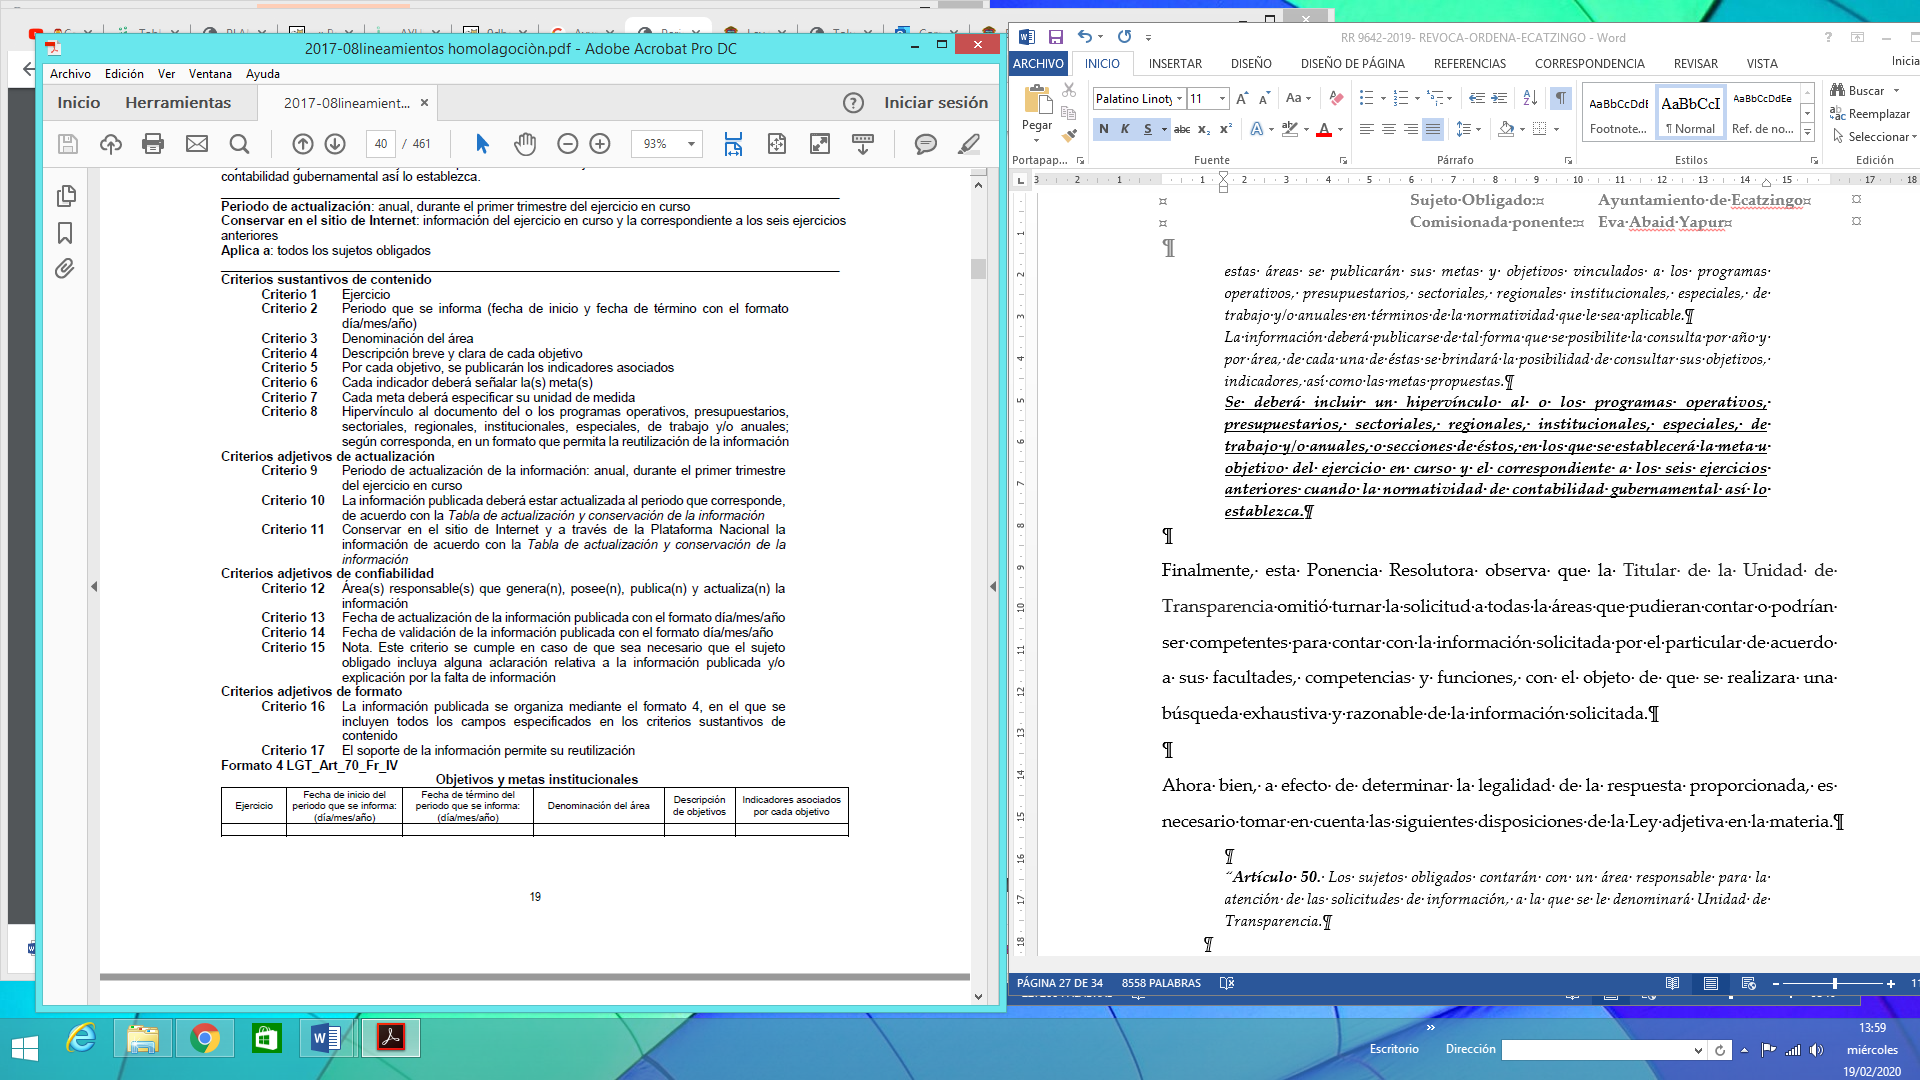 2017-08lineamientos homolagociòn.pdf - Adobe Acrobat Pro DC
Archivo Edición Ver Ventana Ayuda
Inicio Herramientas 2017-08lineamient... × Iniciar sesión
40 / 461 93%
contabilidad gubernamental así lo establezca.
Periodo de actualización: anual, durante el primer trimestre del ejercicio en curso
Conservar en el sitio de Internet: información del ejercicio en curso y la correspondiente a los seis ejercicios
anteriores
Aplica a: todos los sujetos obligados
Criterios sustantivos de contenido
Criterio 1 Ejercicio
Criterio 2 Periodo que se informa (fecha de inicio y fecha de término con el formato
día/mes/año)
Criterio 3 Denominación del área
Criterio 4 Descripción breve y clara de cada objetivo
Criterio 5 Por cada objetivo, se publicarán los indicadores asociados
Criterio 6 Cada indicador deberá señalar la(s) meta(s)
Criterio 7 Cada meta deberá especificar su unidad de medida
Criterio 8 Hipervínculo al documento del o los programas operativos, presupuestarios,
sectoriales, regionales, institucionales, especiales, de trabajo y/o anuales;
según corresponda, en un formato que permita la reutilización de la información
Criterios adjetivos de actualización
Criterio 9 Periodo de actualización de la información: anual, durante el primer trimestre
del ejercicio en curso
Criterio 10 La información publicada deberá estar actualizada al periodo que corresponde,
de acuerdo con la Tabla de actualización y conservación de la información
Criterio 11 Conservar en el sitio de Internet y a través de la Plataforma Nacional la
información de acuerdo con la Tabla de actualización y conservación de la
información
Criterios adjetivos de confiabilidad
Criterio 12 Área(s) responsable(s) que genera(n), posee(n), publica(n) y actualiza(n) la
información
Criterio 13 Fecha de actualización de la información publicada con el formato día/mes/año
Criterio 14 Fecha de validación de la información publicada con el formato día/mes/año
Criterio 15 Nota. Este criterio se cumple en caso de que sea necesario que el sujeto
obligado incluya alguna aclaración relativa a la información publicada y/o
explicación por la falta de información
Criterios adjetivos de formato
Criterio 16 La información publicada se organiza mediante el formato 4, en el que se
incluyen todos los campos especificados en los criterios sustantivos de
contenido
Criterio 17 El soporte de la información permite su reutilización
Formato 4 LGT_Art_70_Fr_IV
Objetivos y metas institucionales
Ejercicio
Fecha de inicio del
periodo que se informa:
(día/mes/año)
Fecha de término del
periodo que se informa:
(día/mes/año)
Denominación del área
Descripción
de objetivos
Indicadores asociados
por cada objetivo
19
RR 9642-2019- REVOCA-ORDENA-ECATZINGO - Word
ARCHIVO INICIO INSERTAR DISEÑO DISEÑO DE PÁGINA REFERENCIAS CORRESPONDENCIA REVISAR VISTA Inicia
Pegar
Palatino Linoty 11
N K S abc x₂ x²
AaBbCcDdE AaBbCcI AaBbCcDdEe
Footnote... ¶ Normal Ref. de no...
Buscar
Reemplazar
Seleccionar
Portapap... Fuente Párrafo Estilos Edición
Sujeto Obligado: Ayuntamiento de Ecatzingo
Comisionada ponente: Eva Abaid Yapur
¶
estas áreas se publicarán sus metas y objetivos vinculados a los programas
operativos, presupuestarios, sectoriales, regionales institucionales, especiales, de
trabajo y/o anuales en términos de la normatividad que le sea aplicable.¶
La información deberá publicarse de tal forma que se posibilite la consulta por año y
por área, de cada una de éstas se brindará la posibilidad de consultar sus objetivos,
indicadores, así como las metas propuestas.¶
Se deberá incluir un hipervínculo al o los programas operativos,
presupuestarios, sectoriales, regionales, institucionales, especiales, de
trabajo y/o anuales, o secciones de éstos, en los que se establecerá la meta u
objetivo del ejercicio en curso y el correspondiente a los seis ejercicios
anteriores cuando la normatividad de contabilidad gubernamental así lo
establezca.¶
¶
Finalmente, esta Ponencia Resolutora observa que la Titular de la Unidad de
Transparencia omitió turnar la solicitud a todas la áreas que pudieran contar o podrían
ser competentes para contar con la información solicitada por el particular de acuerdo
a sus facultades, competencias y funciones, con el objeto de que se realizara una
búsqueda exhaustiva y razonable de la información solicitada.¶
¶
Ahora bien, a efecto de determinar la legalidad de la respuesta proporcionada, es
necesario tomar en cuenta las siguientes disposiciones de la Ley adjetiva en la materia.¶
¶
“Artículo 50. Los sujetos obligados contarán con un área responsable para la
atención de las solicitudes de información, a la que se le denominará Unidad de
Transparencia.¶
¶
PÁGINA 27 DE 34 8558 PALABRAS
Escritorio Dirección
13:59
miércoles
19/02/2020